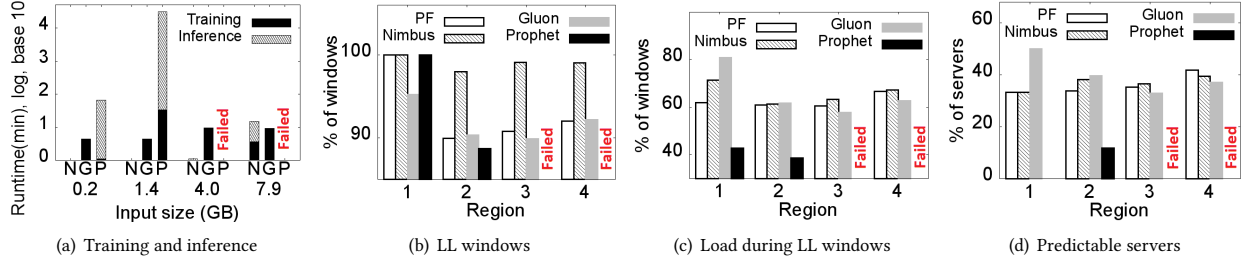 Runtime(min), log, base 10
4
3
2
1
0
Training
Inference
Failed
Failed
NGP NGP NGP NGP
0.2 1.4 4.0 7.9
Input size (GB)
(a) Training and inference
% of windows
100
90
PF Gluon
Nimbus Prophet
Failed
Failed
1 2 3 4
Region
(b) LL windows
% of windows
80
60
40
PF Gluon
Nimbus Prophet
Failed
Failed
1 2 3 4
Region
(c) Load during LL windows
% of servers
60
40
20
0
PF Gluon
Nimbus Prophet
Failed
Failed
1 2 3 4
Region
(d) Predictable servers